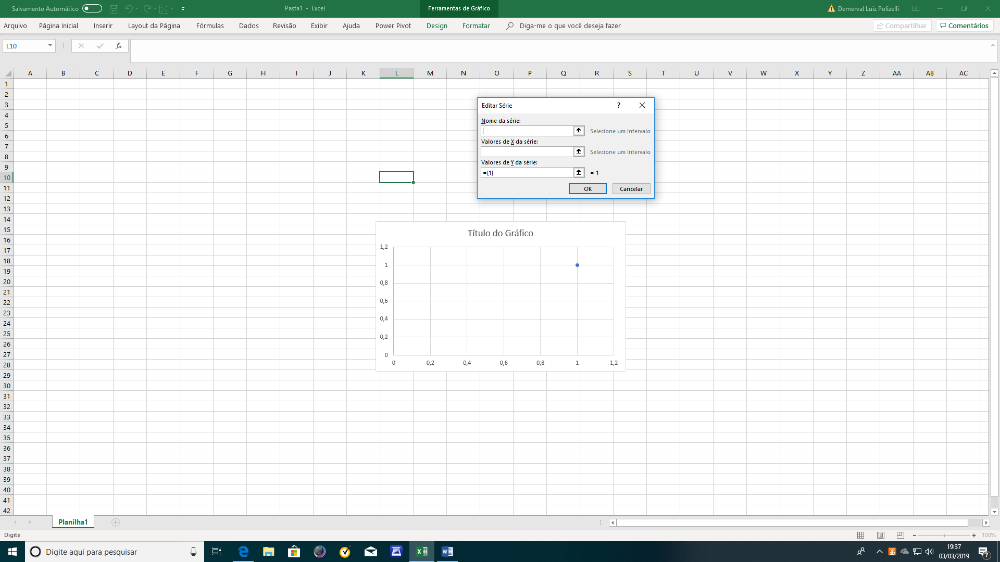 Salvamento Automático
Pasta1 - Excel
Ferramentas de Gráfico
Demerval Luiz Polizelli
Arquivo Página Inicial Inserir Layout da Página Fórmulas Dados Revisão Exibir Ajuda Power Pivot Design Formatar Diga-me o que você deseja fazer Compartilhar Comentários
L10
fx
A B C D E F G H I J K L M N O P Q R S T U V W X Y Z AA AB AC
1
2
3
4
5
6
7
8
9
10
11
12
13
14
15
16
17
18
19
20
21
22
23
24
25
26
27
28
29
30
31
32
33
34
35
36
37
38
39
40
41
42
Editar Série ?
Nome da série:
Selecione um Intervalo
Valores de X da série:
Selecione um Intervalo
Valores de Y da série:
={1} = 1
OK Cancelar
Título do Gráfico
1,2
1
0,8
0,6
0,4
0,2
0
0 0,2 0,4 0,6 0,8 1 1,2
Planilha1
Digite
100%
Digite aqui para pesquisar
19:37
03/03/2019
7